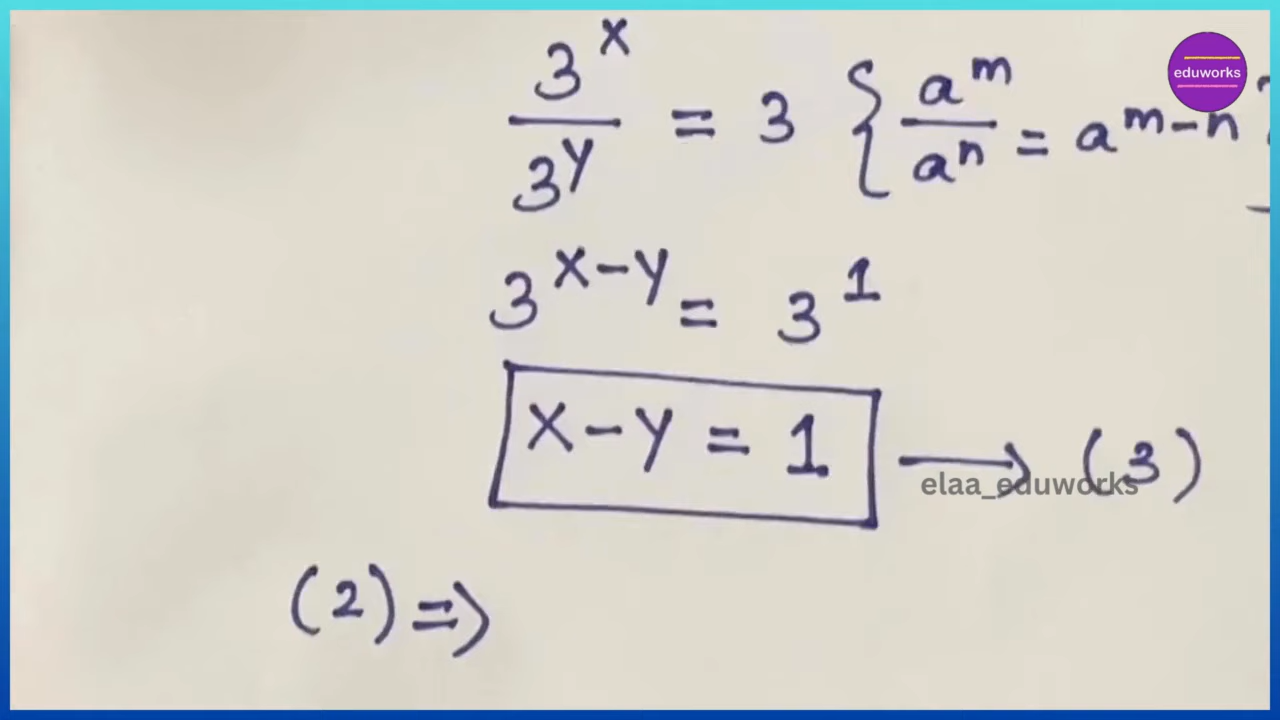 3^x / 3^y = 3 { a^m / a^n = a^(m-n)
eduworks
3^(x-y) = 3^1
x-y = 1 → (3)
elaa_eduworks
(2) ⇒